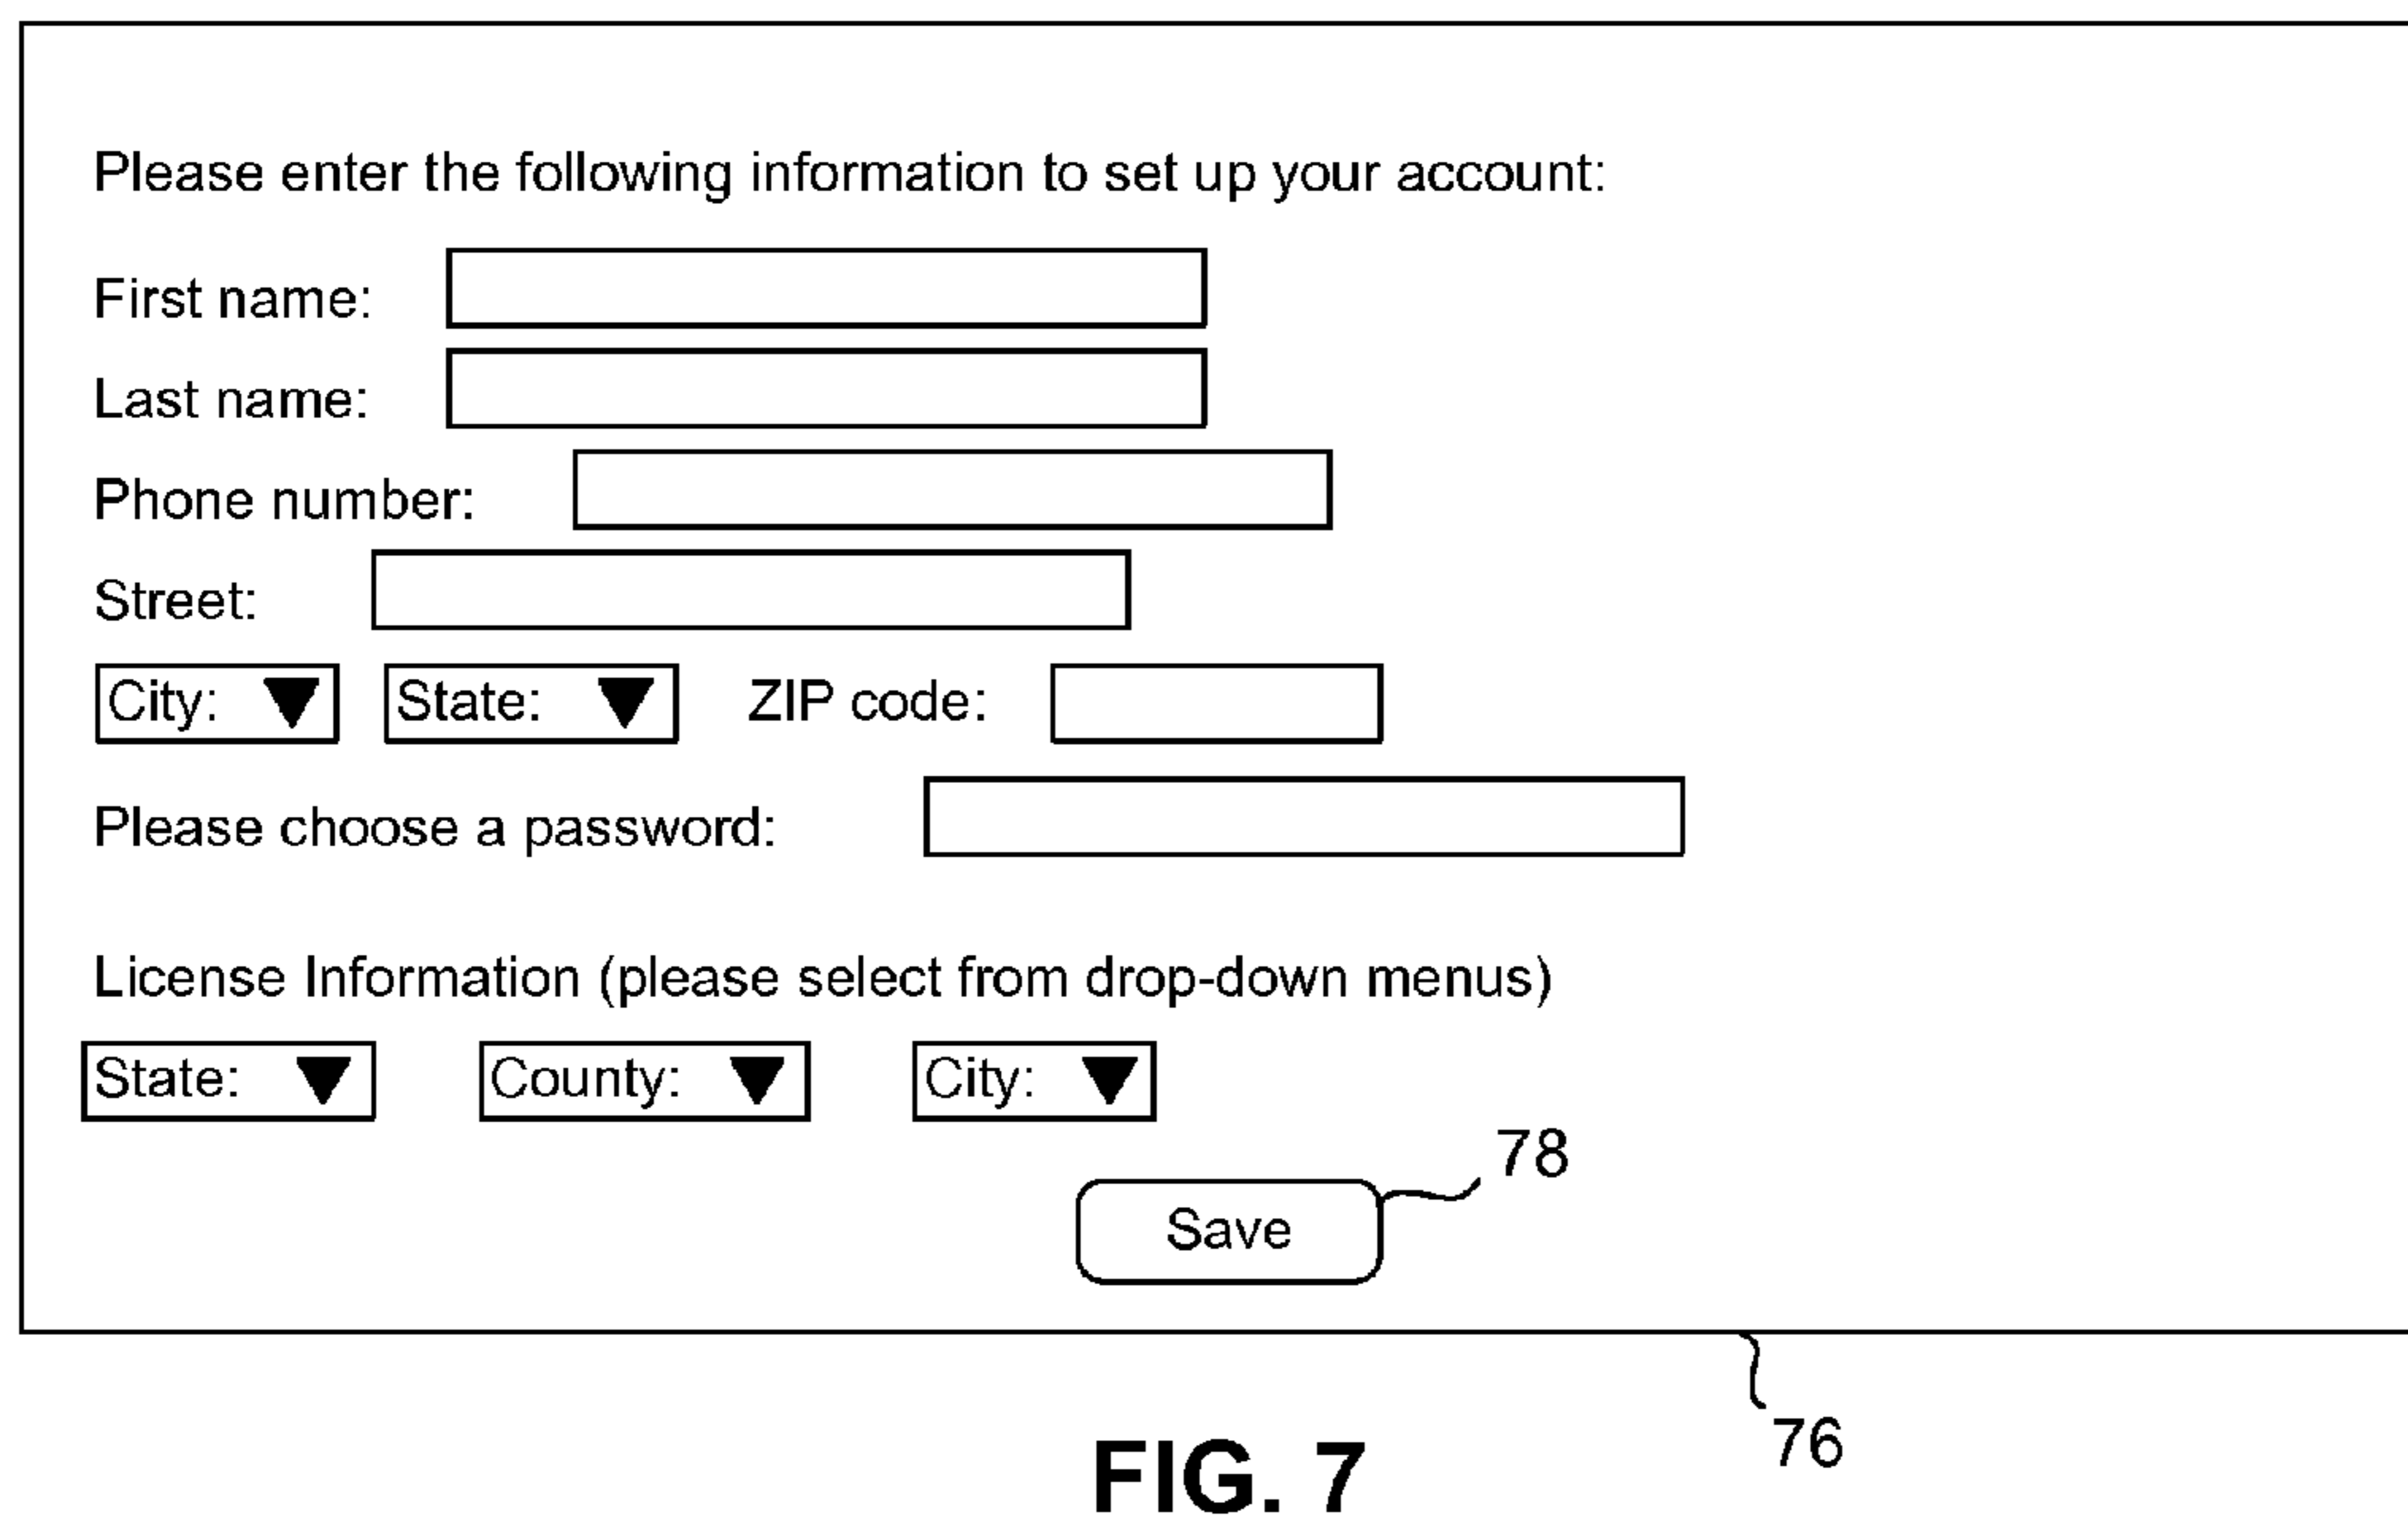 Please enter the following information to set up your account:
First name:
Last name:
Phone number:
Street:
City: State: ZIP code:
Please choose a password:
License Information (please select from drop-down menus)
State: County: City:
78
Save
76
FIG. 7